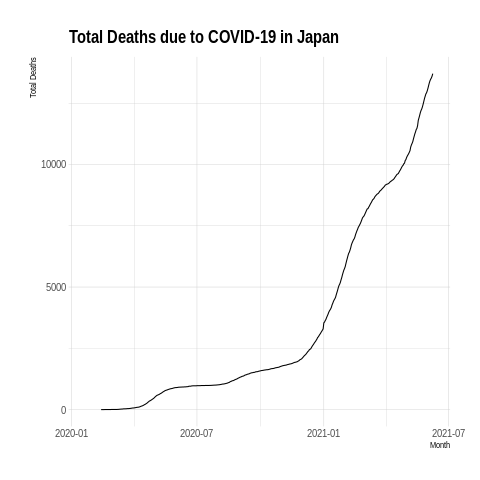 Total Deaths due to COVID-19 in Japan
Total Deaths
10000
5000
0
2020-01
2020-07
2021-01
2021-07
Month